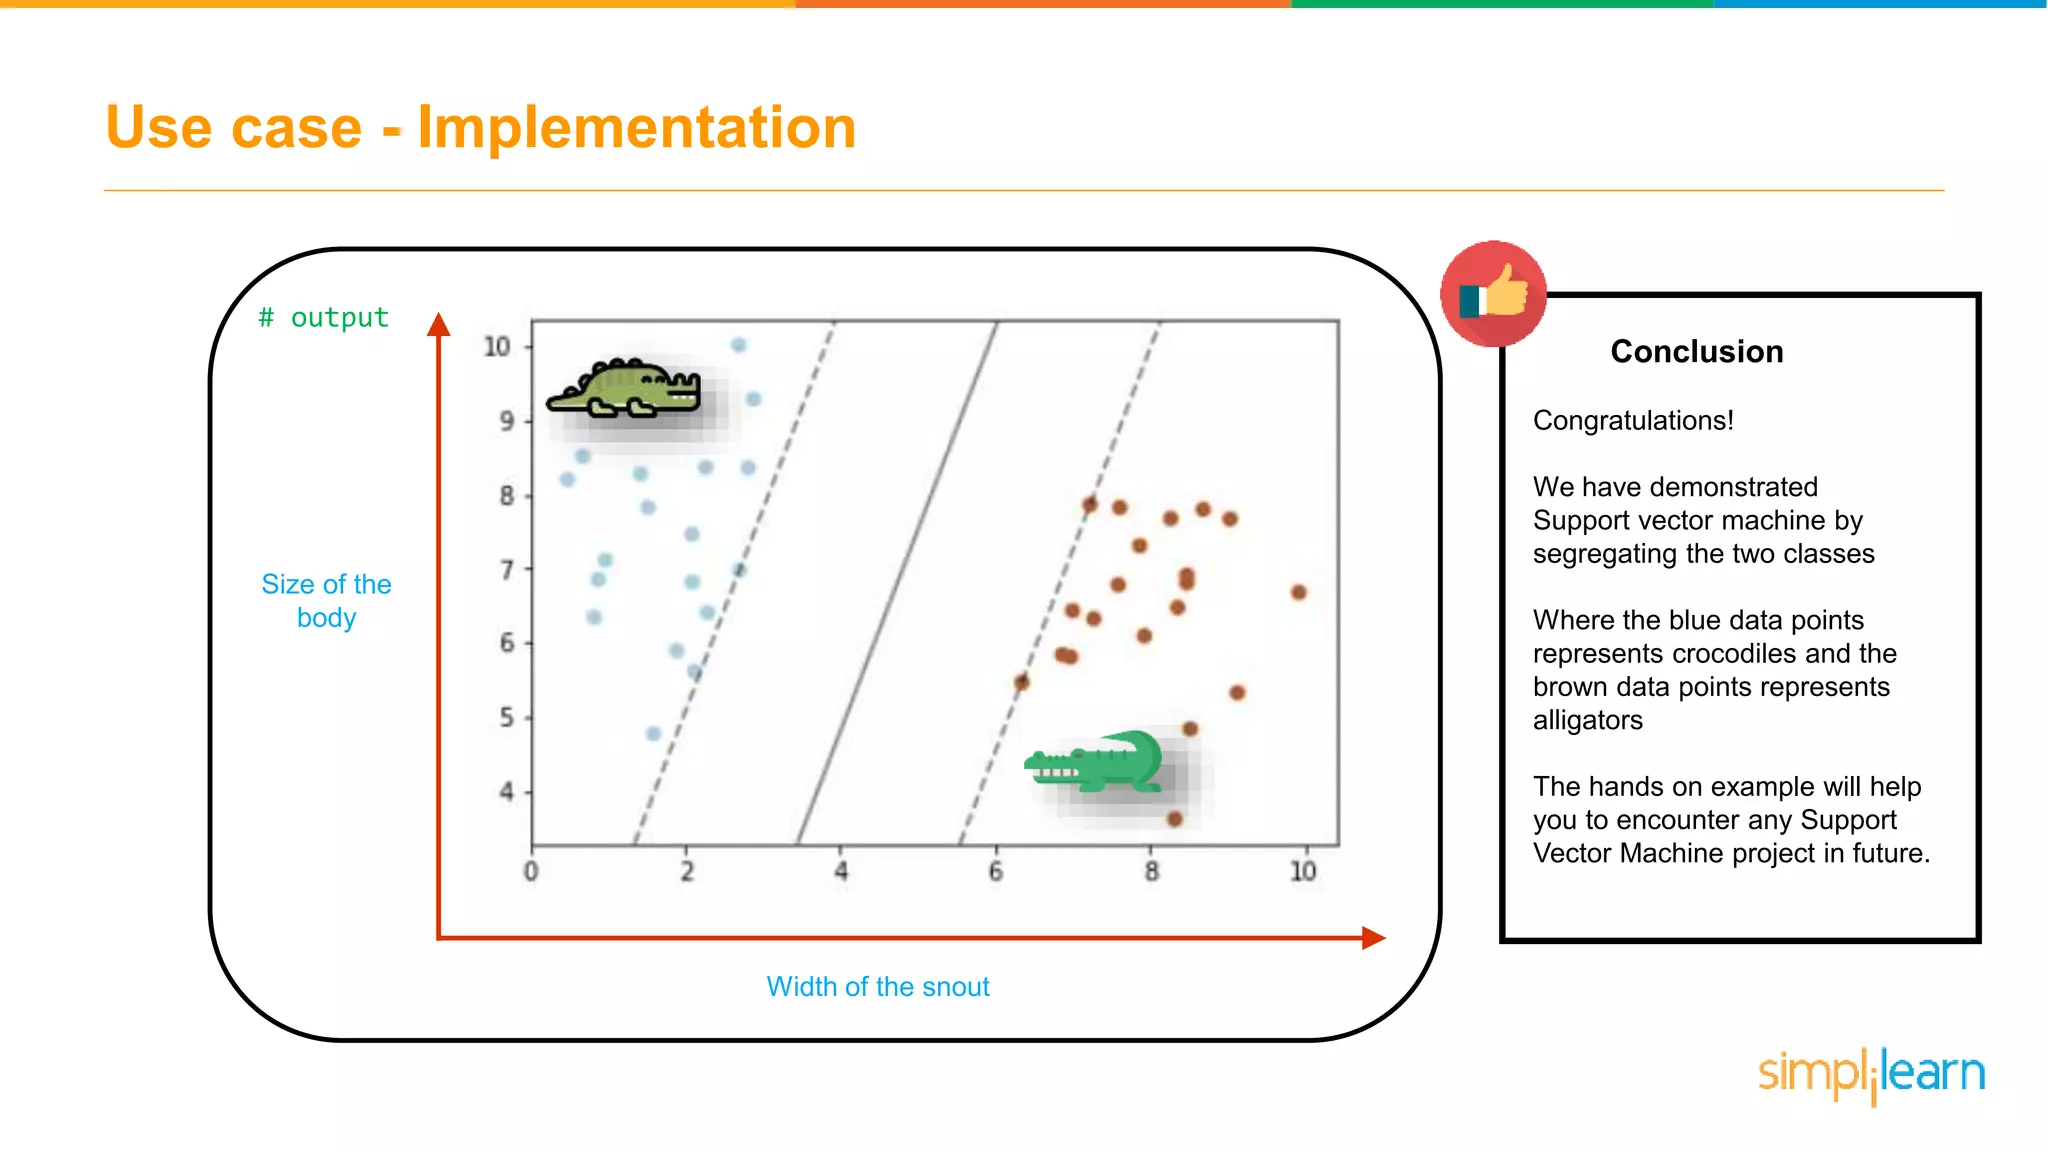 Use case - Implementation
# output
10
9
8
7
6
5
4
0 2 4 6 8 10
Size of the
body
Width of the snout
Conclusion
Congratulations!
We have demonstrated
Support vector machine by
segregating the two classes
Where the blue data points
represents crocodiles and the
brown data points represents
alligators
The hands on example will help
you to encounter any Support
Vector Machine project in future.
simplilearn